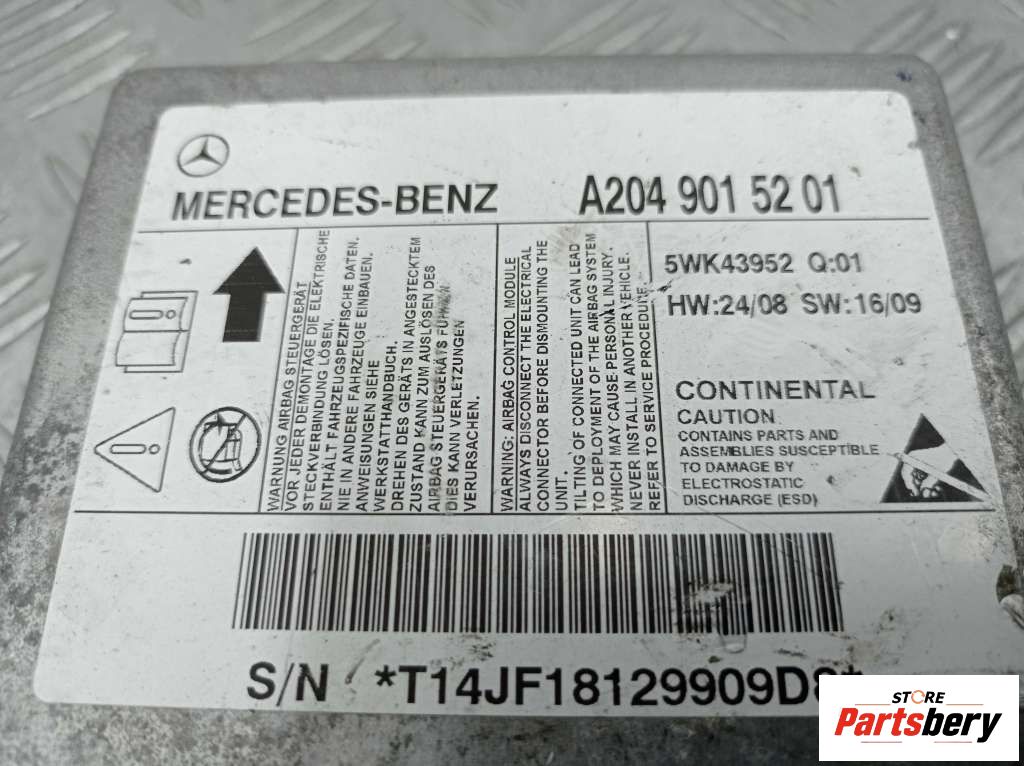 MERCEDES-BENZ
A204 901 52 01
WARNUNG AIRBAG STEUERGERÄT
VOR JEDER DEMONTAGE DIE ELEKTRISCHE
STECKVERBINDUNG LÖSEN.
ENTHÄLT FAHRZEUGSPEZIFISCHE DATEN.
NIE IN ANDERE FAHRZEUGE EINBAUEN.
ANWEISUNGEN SIEHE
WERKSTATTHANDBUCH.
DREHEN DES GERÄTS IN ANGESTECKTEM
ZUSTAND KANN ZUM AUSLÖSEN DES
AIRBAG STEUERGERÄTS FÜHREN
DIES KANN VERLETZUNGEN
VERURSACHEN.
WARNING: AIRBAG CONTROL MODULE
ALWAYS DISCONNECT THE ELECTRICAL
CONNECTOR BEFORE DISMOUNTING THE
UNIT.
TILTING OF CONNECTED UNIT CAN LEAD
TO DEPLOYMENT OF THE AIRBAG SYSTEM
WHICH MAY CAUSE PERSONAL INJURY.
NEVER INSTALL IN ANOTHER VEHICLE.
REFER TO SERVICE PROCEDURE.
5WK43952 Q:01
HW:24/08 SW:16/09
CONTINENTAL
CAUTION
CONTAINS PARTS AND
ASSEMBLIES SUSCEPTIBLE
TO DAMAGE BY
ELECTROSTATIC
DISCHARGE (ESD)
S/N *T14JF18129909D8*
STORE
Partsbery